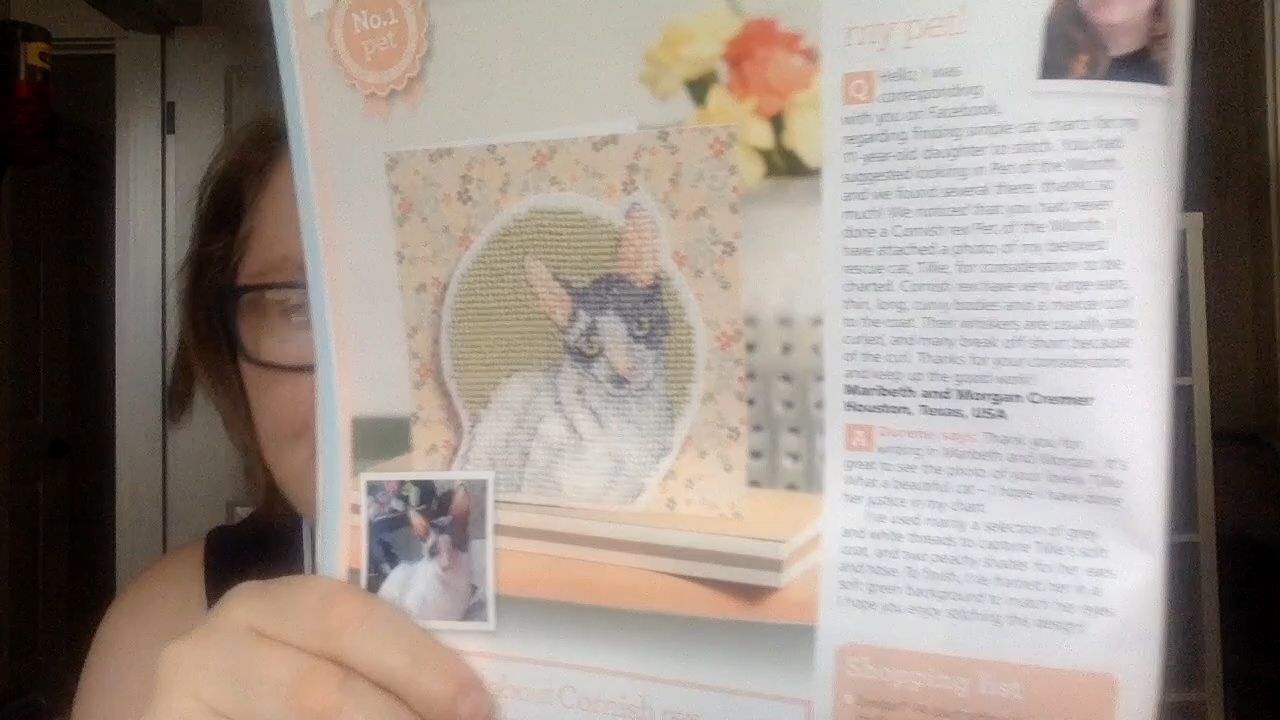 No.1
pet
my pet!
Q Hello, I was
corresponding
with you on Facebook,
regarding finding simple cat charts for my
11-year-old daughter to stitch. You had
suggested looking in Pet of the Month
and we found several there, thanks so
much! We noticed that you had never
done a Cornish rex Pet of the Month. I
have attached a photo of my beloved
rescue cat, Tillie, for consideration to be
charted. Cornish rex have very large ears,
thin, long, curvy bodies and a marcel curl
to the coat. Their whiskers are usually also
curled, and many break off short because
of the curl. Thanks for your consideration,
and keep up the good work!
Maribeth and Morgan Cremer
Houston, Texas, USA
A says: Thank you for
writing in Maribeth and Morgan. It's
great to see the photo of your lovely Tillie.
What a beautiful cat – I hope I have done
her justice in my chart.
I've used mainly a selection of grey
and white threads to capture Tillie's soft
coat, and two peachy shades for her ears
and nose. To finish, I've framed her in a
soft green background to match her eyes.
I hope you enjoy stitching this design!
Shopping list
about Cornish rex